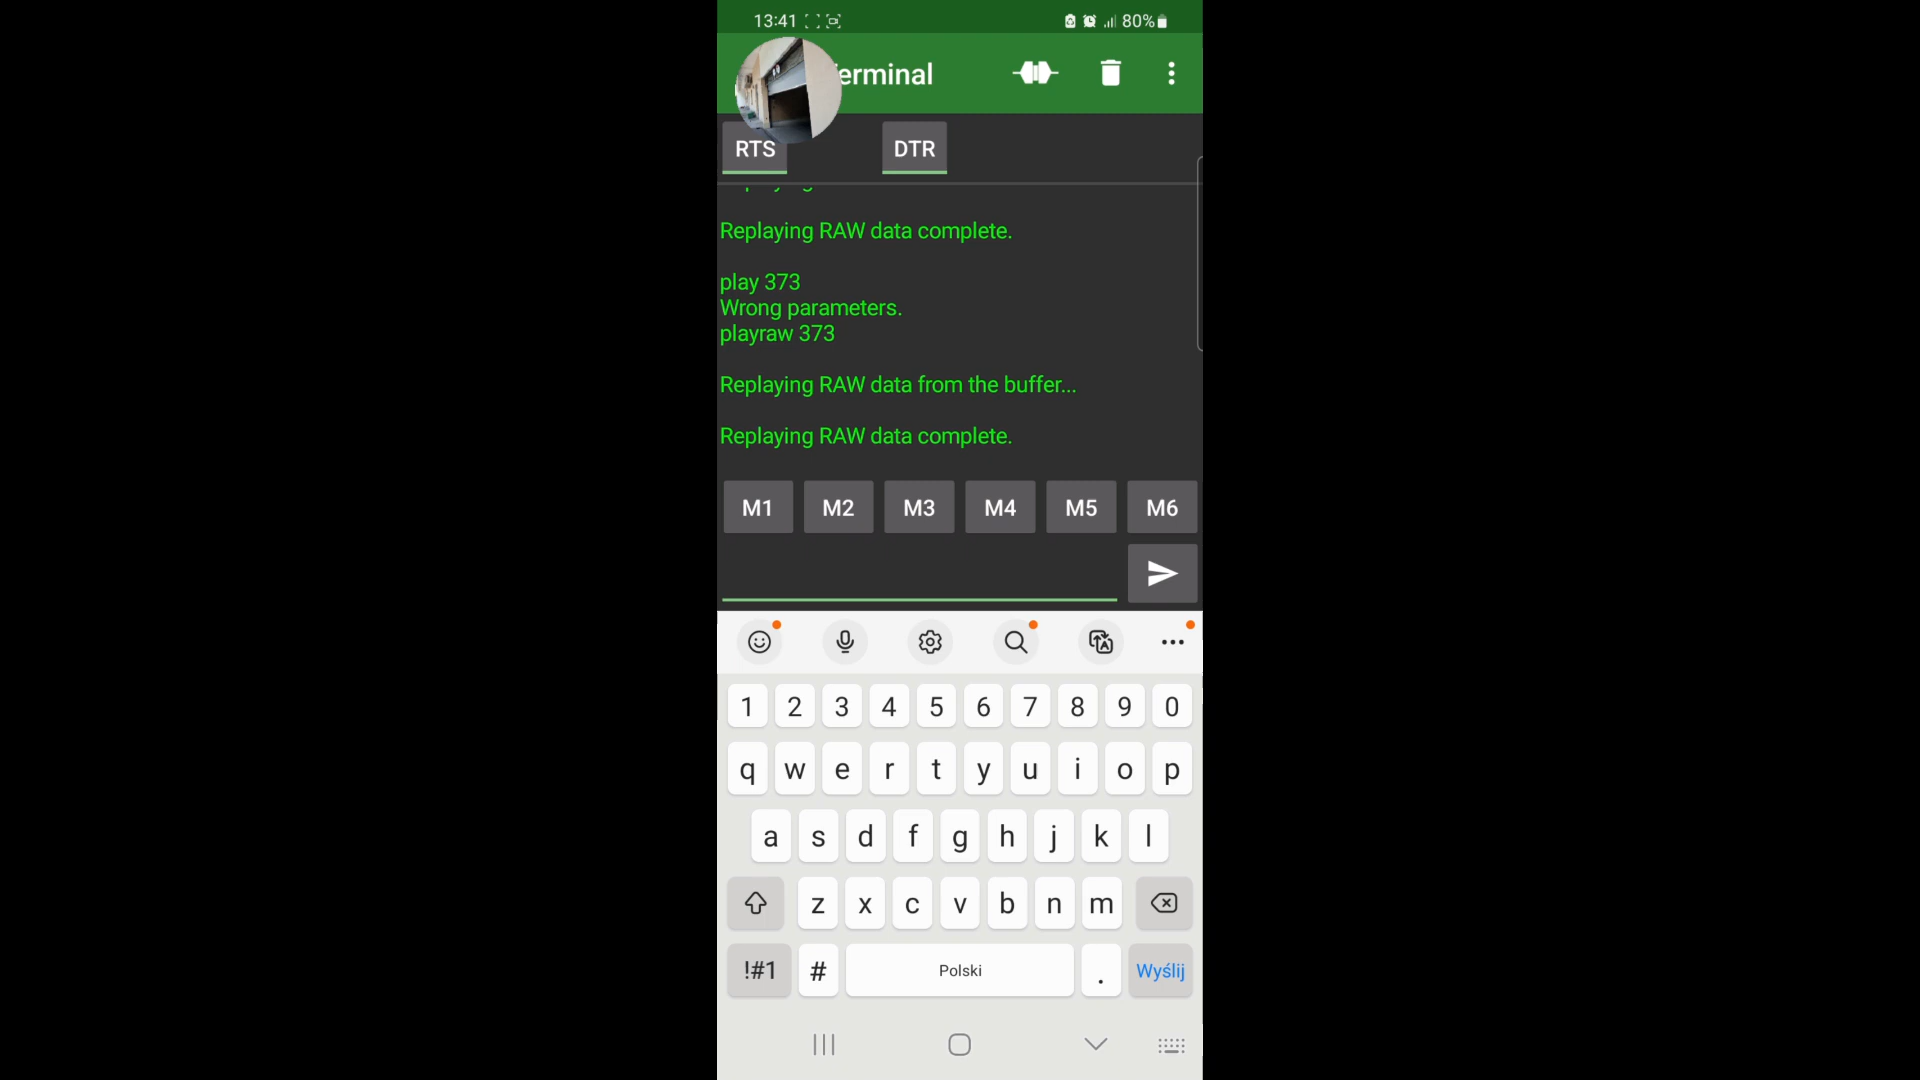 13:41
80%
erminal
RTS
DTR
Replaying RAW data complete.
play 373
Wrong parameters.
playraw 373
Replaying RAW data from the buffer...
Replaying RAW data complete.
M1 M2 M3 M4 M5 M6
1 2 3 4 5 6 7 8 9 0
q w e r t y u i o p
a s d f g h j k l
z x c v b n m
!#1 # Polski . Wyślij